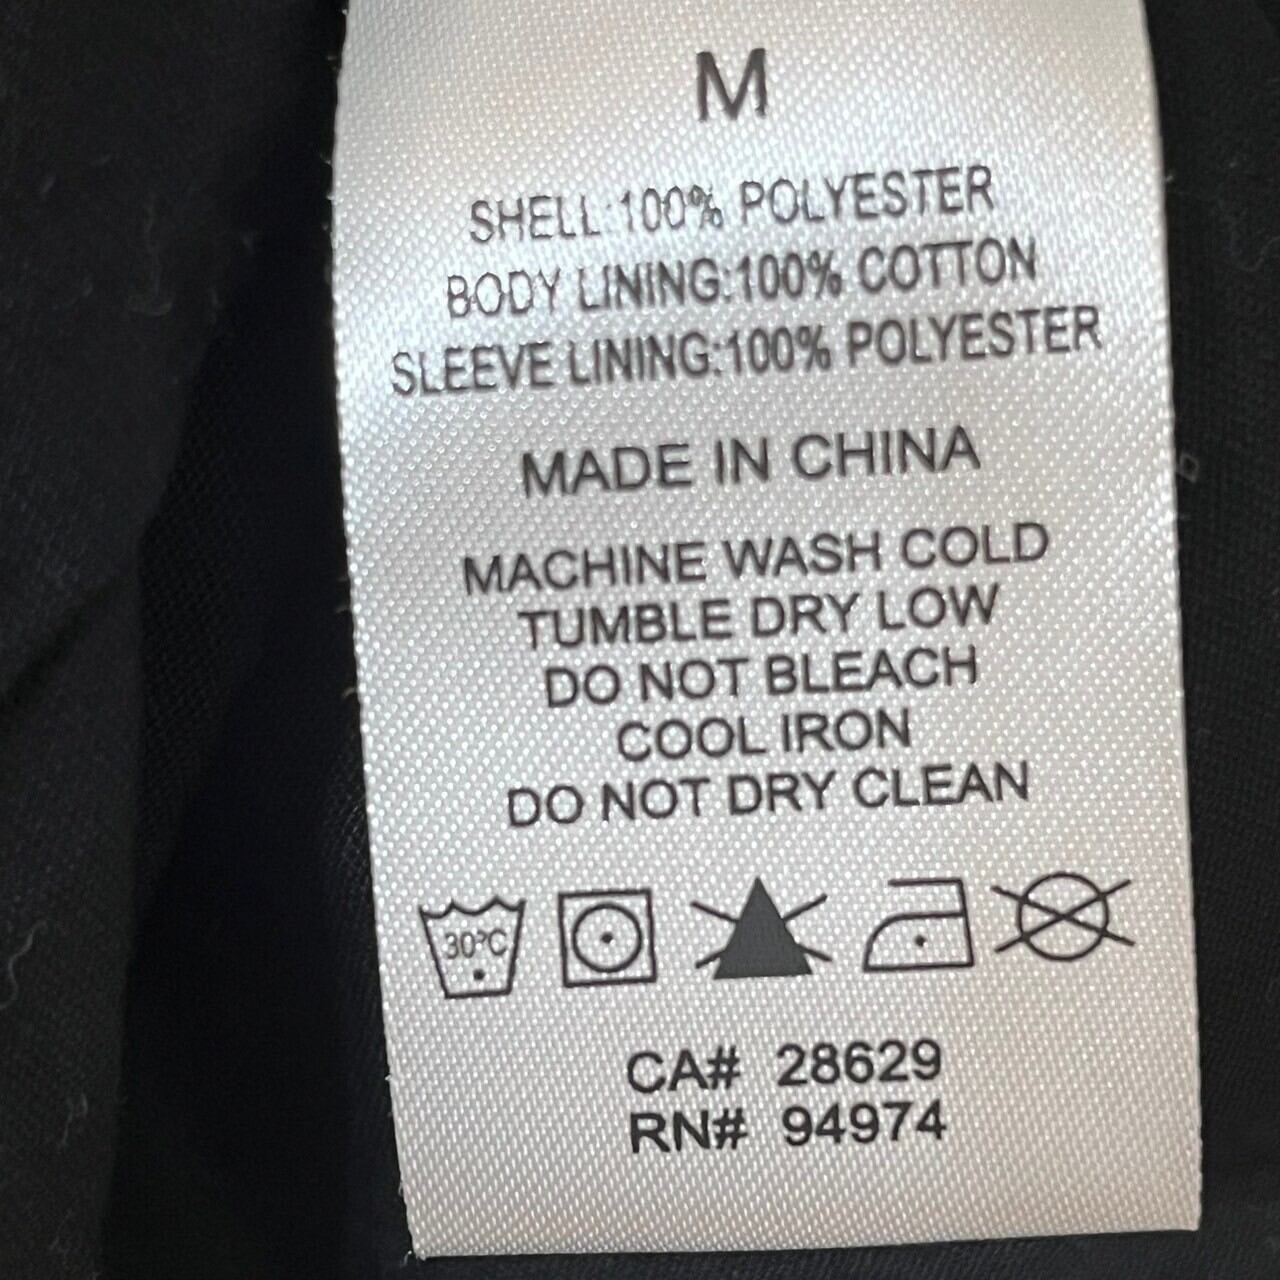 M
SHELL:100% POLYESTER
BODY LINING:100% COTTON
SLEEVE LINING:100% POLYESTER
MADE IN CHINA
MACHINE WASH COLD
TUMBLE DRY LOW
DO NOT BLEACH
COOL IRON
DO NOT DRY CLEAN
30°C
CA# 28629
RN# 94974